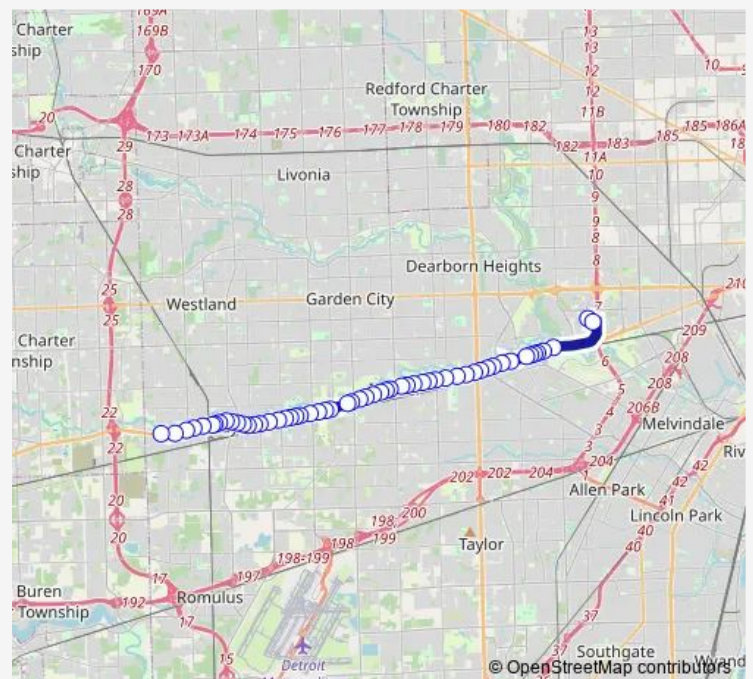 Charter
ship
169A
169B
170
20
173 173A 174 175 176 177 178 179 180 182
Redford Charter
Township
13
13
12
12
11B
10
182 183 185 185 186A
11A
10
9
9
8
8
7
Charter
ship
29
28
28
Livonia
Dearborn Heights
25
25
Westland
Garden City
210
209
208
208
206B
Charter
nship
6
5
4
3
3
22
22
Melvindale
204
202 202 204
Allen Park
42
42
41
40
40
Lincoln Park
20
20
200
198
199
198
198-199
197
Taylor
17
Buren
Township
192
Romulus
17
15
37
37
Detroit
Southgate
© OpenStreetMap contributors